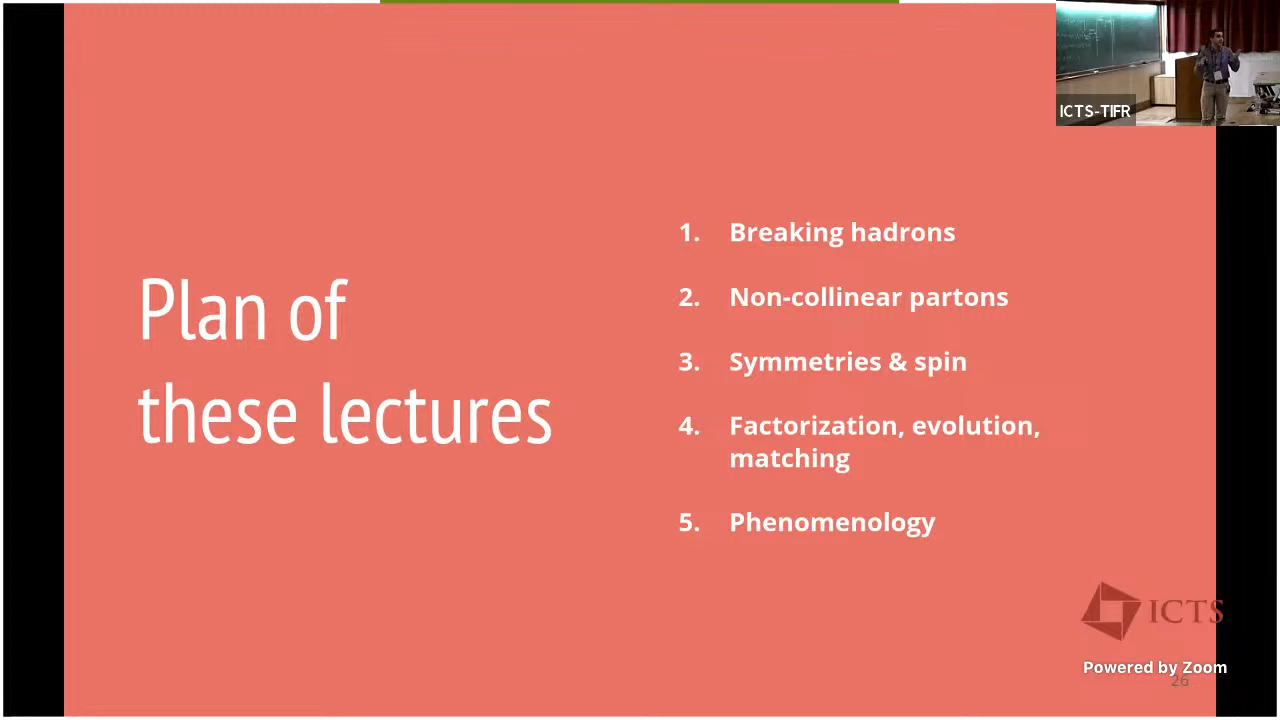 ICTS-TIFR
Plan of
these lectures
1. Breaking hadrons
2. Non-collinear partons
3. Symmetries & spin
4. Factorization, evolution,
matching
5. Phenomenology
ICTS
Powered by Zoom
26